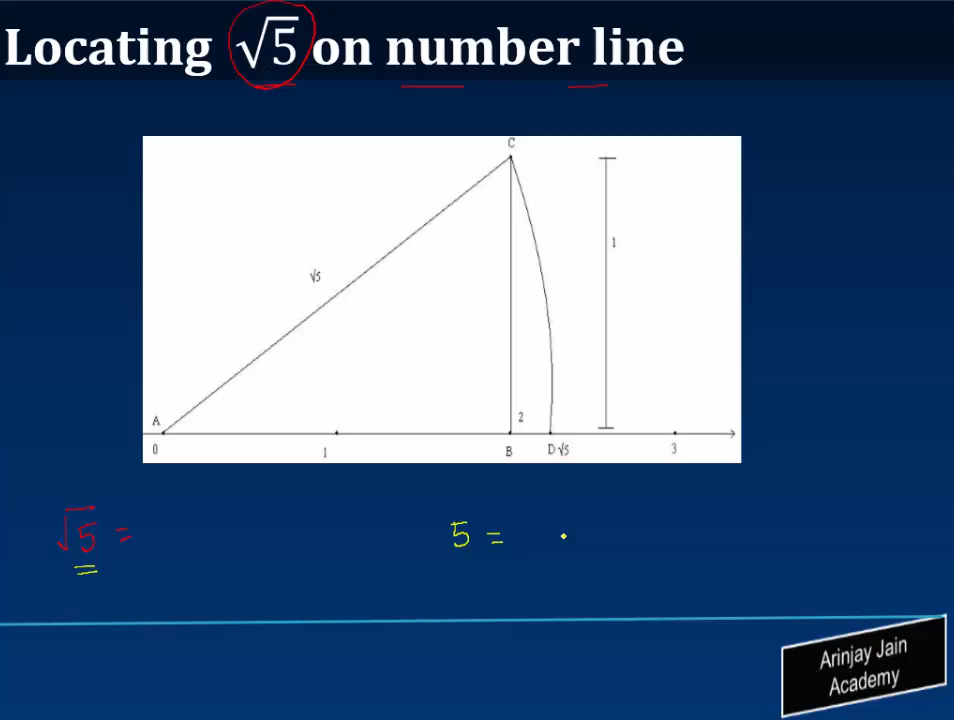 Locating √5 on number line
C
1
√5
A
2
0
1
B
D √5
3
√5 =
5 =
Arinjay Jain
Academy